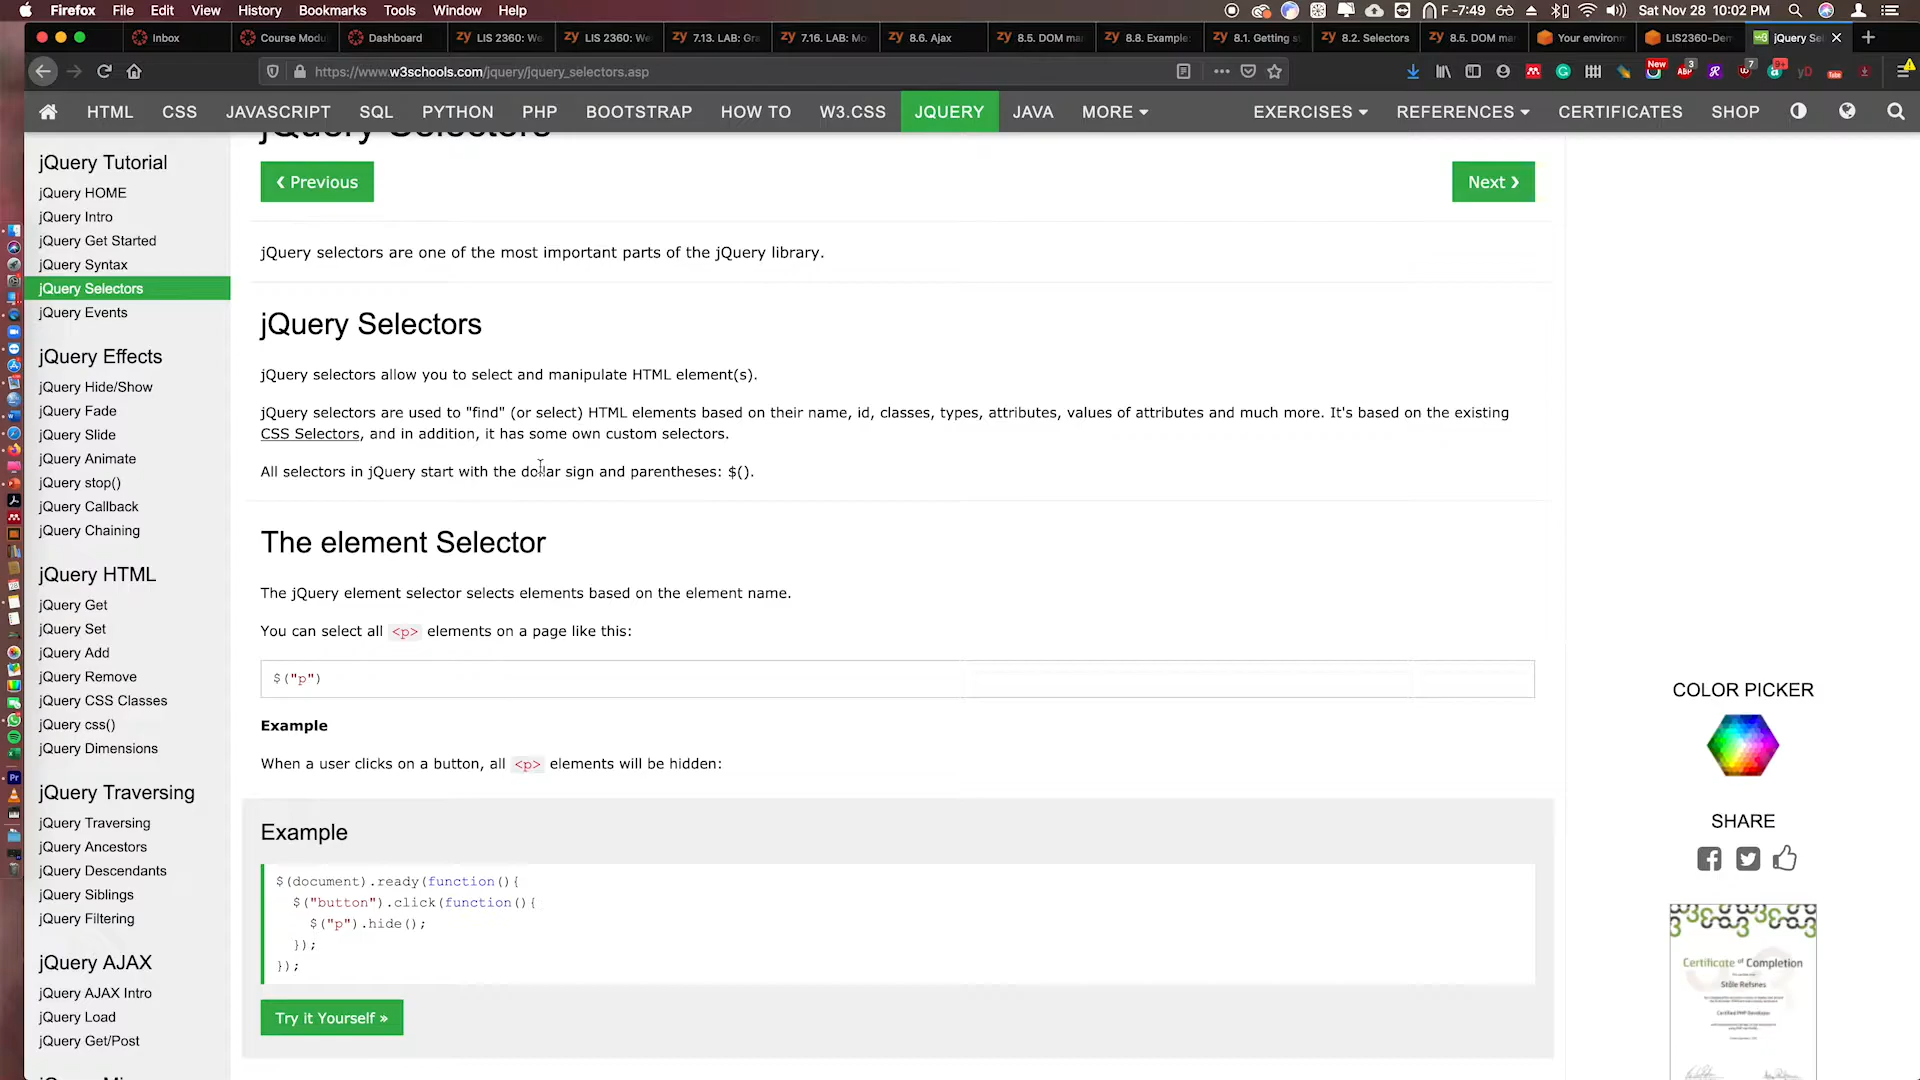 Firefox File Edit View History Bookmarks Tools Window Help F -7:49 Sat Nov 28 10:02 PM
Inbox Course Modu Dashboard LIS 2360: We LIS 2360: We 7.13. LAB: Gra 7.16. LAB: Mo 8.6. Ajax 8.5. DOM ma 8.8. Example: 8.1. Getting s 8.2. Selectors 8.5. DOM ma Your environ LIS2360-Dem jQuery Sel
https://www.w3schools.com/jquery/jquery_selectors.asp
HTML CSS JAVASCRIPT SQL PYTHON PHP BOOTSTRAP HOW TO W3.CSS JQUERY JAVA MORE EXERCISES REFERENCES CERTIFICATES SHOP
jQuery Selectors
jQuery Tutorial
jQuery HOME
jQuery Intro
jQuery Get Started
jQuery Syntax
jQuery Selectors
jQuery Events
jQuery Effects
jQuery Hide/Show
jQuery Fade
jQuery Slide
jQuery Animate
jQuery stop()
jQuery Callback
jQuery Chaining
jQuery HTML
jQuery Get
jQuery Set
jQuery Add
jQuery Remove
jQuery CSS Classes
jQuery css()
jQuery Dimensions
jQuery Traversing
jQuery Traversing
jQuery Ancestors
jQuery Descendants
jQuery Siblings
jQuery Filtering
jQuery AJAX
jQuery AJAX Intro
jQuery Load
jQuery Get/Post
❮ Previous
Next ❯
jQuery selectors are one of the most important parts of the jQuery library.
jQuery Selectors
jQuery selectors allow you to select and manipulate HTML element(s).
jQuery selectors are used to "find" (or select) HTML elements based on their name, id, classes, types, attributes, values of attributes and much more. It's based on the existing
CSS Selectors, and in addition, it has some own custom selectors.
All selectors in jQuery start with the dollar sign and parentheses: $().
The element Selector
The jQuery element selector selects elements based on the element name.
You can select all <p> elements on a page like this:
$("p")
Example
When a user clicks on a button, all <p> elements will be hidden:
Example
$(document).ready(function(){
$("button").click(function(){
$("p").hide();
});
});
Try it Yourself »
COLOR PICKER
SHARE
Certificate of Completion
Ståle Refsnes